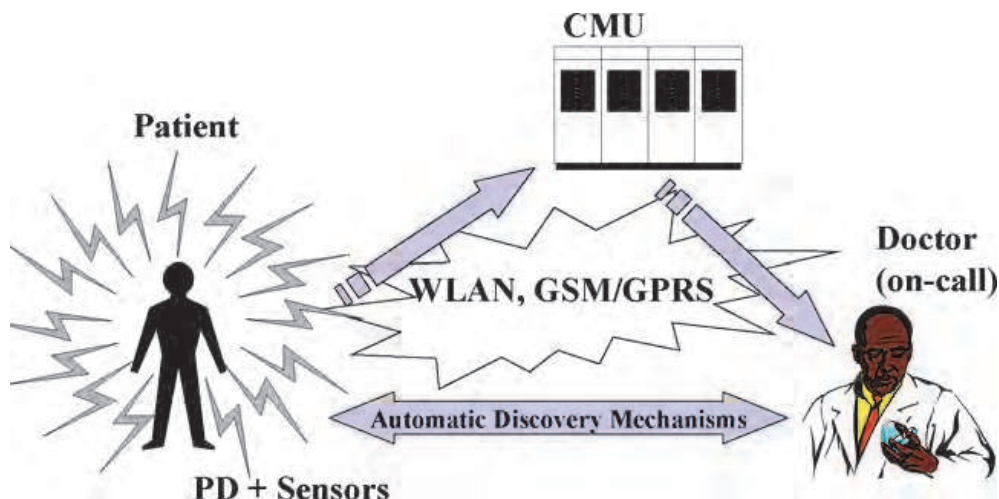 CMU
Patient
Doctor
(on-call)
WLAN, GSM/GPRS
Automatic Discovery Mechanisms
PD + Sensors